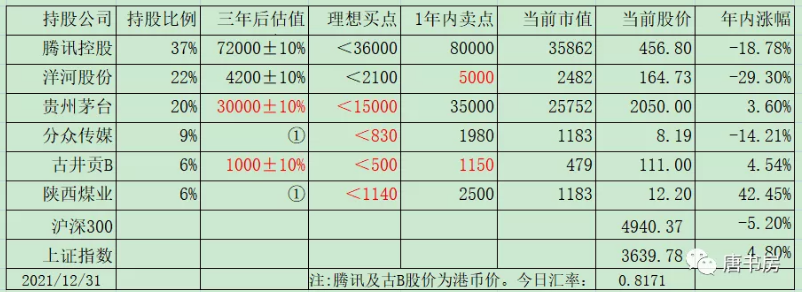 持股公司 持股比例 三年后估值 理想买点 1年内卖点 当前市值 当前股价 年内涨幅
腾讯控股 37% 72000±10% <36000 80000 35862 456.80 -18.78%
洋河股份 22% 4200±10% <2100 5000 2482 164.73 -29.30%
贵州茅台 20% 30000±10% <15000 35000 25752 2050.00 3.60%
分众传媒 9% ① <830 1980 1183 8.19 -14.21%
古井贡B 6% 1000±10% <500 1150 479 111.00 4.54%
陕西煤业 6% ① <1140 2500 1183 12.20 42.45%
沪深300 4940.37 -5.20%
上证指数 3639.78 4.80%
2021/12/31 注:腾讯及古B股价为港币价。今日汇率: 0.8171
唐书房